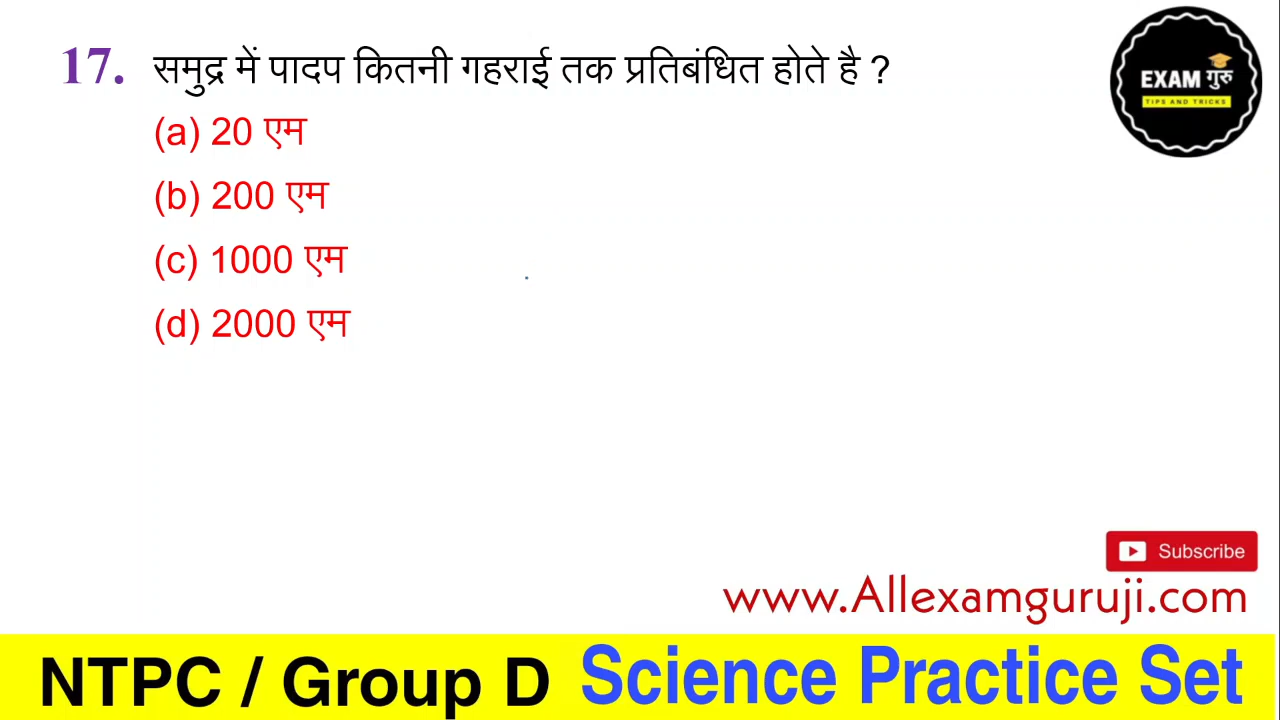 17. समुद्र में पादप कितनी गहराई तक प्रतिबंधित होते है ?
(a) 20 एम
(b) 200 एम
(c) 1000 एम
(d) 2000 एम
EXAM गुरु
TIPS AND TRICKS
Subscribe
www.Allexamguruji.com
NTPC / Group D Science Practice Set